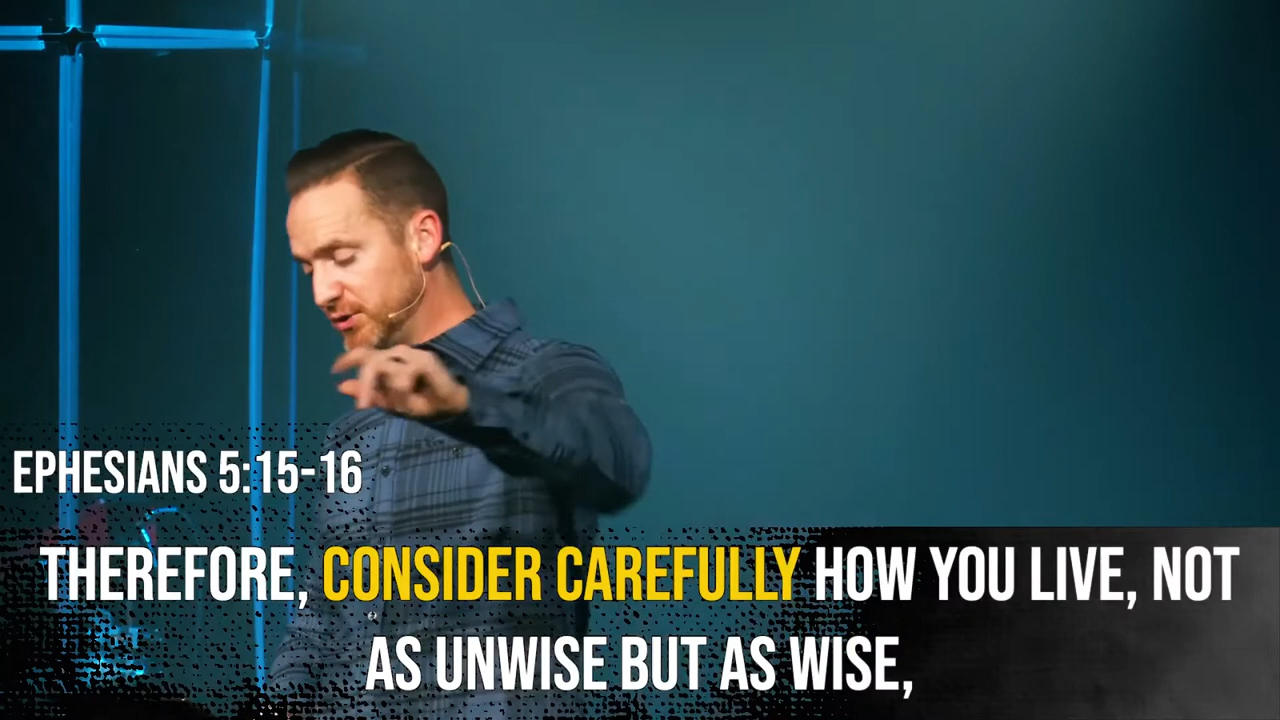 EPHESIANS 5:15-16
THEREFORE, CONSIDER CAREFULLY HOW YOU LIVE, NOT
AS UNWISE BUT AS WISE,